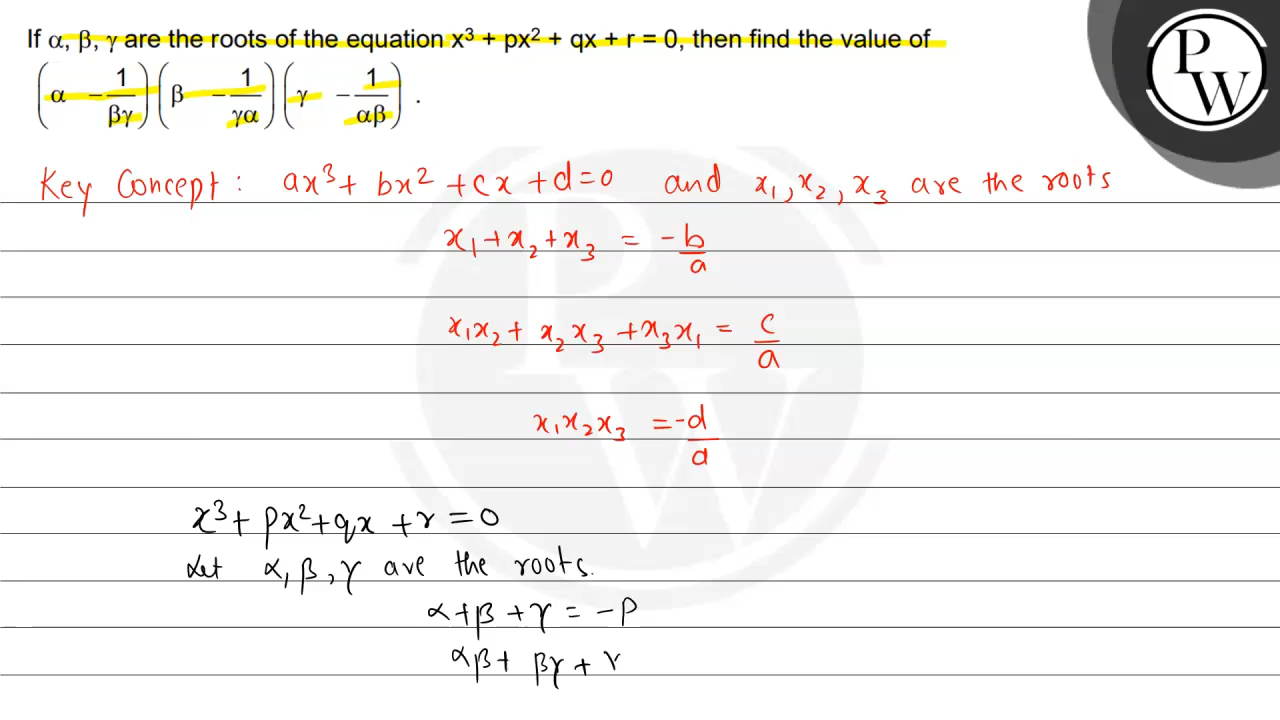 If α, β, γ are the roots of the equation x³ + px² + qx + r = 0, then find the value of
(α - 1/βγ) (β - 1/γα) (γ - 1/αβ) .
P
W
Key Concept : ax³ + bx² + cx + d = 0 and x₁, x₂, x₃ are the roots
x₁ + x₂ + x₃ = -b/a
x₁x₂ + x₂x₃ + x₃x₁ = c/a
x₁x₂x₃ = -d/a
x³ + px² + qx + r = 0
Let α, β, γ are the roots.
α + β + γ = -p
αβ + βγ + γ